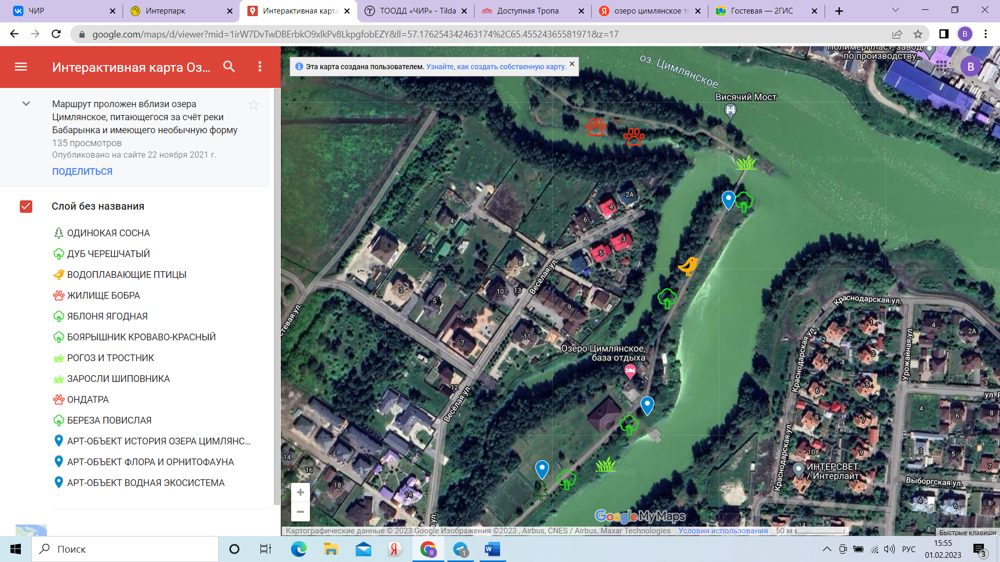 ЧИР
Интерпарк
Интерактивная карта
ТООДД «ЧИР» - Tilda
Доступная Тропа
озеро цимлянское тю
Гостевая — 2ГИС
google.com/maps/d/viewer?mid=1irW7DvTwDBErbkO9xlkPv8LkpgfobEZY&ll=57.176254342463174%2C65.45524365581971&z=17
B
Интерактивная карта Оз...
Маршрут проложен вблизи озера
Цимлянское, питающегося за счёт реки
Бабарынка и имеющего необычную форму
135 просмотров
Опубликовано на сайте 22 ноября 2021 г.
ПОДЕЛИТЬСЯ
Слой без названия
ОДИНОКАЯ СОСНА
ДУБ ЧЕРЕШЧАТЫЙ
ВОДОПЛАВАЮЩИЕ ПТИЦЫ
ЖИЛИЩЕ БОБРА
ЯБЛОНЯ ЯГОДНАЯ
БОЯРЫШНИК КРОВАВО-КРАСНЫЙ
РОГОЗ И ТРОСТНИК
ЗАРОСЛИ ШИПОВНИКА
ОНДАТРА
БЕРЕЗА ПОВИСЛАЯ
АРТ-ОБЪЕКТ ИСТОРИЯ ОЗЕРА ЦИМЛЯНС...
АРТ-ОБЪЕКТ ФЛОРА И ОРНИТОФАУНА
АРТ-ОБЪЕКТ ВОДНАЯ ЭКОСИСТЕМА
Эта карта создана пользователем. Узнайте, как создать собственную карту.
оз. Цимлянское
Полимерпласт, завод
по производству...
B
Висячий Мост
2А
4
6
4
3
5
8
Весёлая ул.
3
10
13
5
9
11
7
стевая ул.
Озеро Цимлянское,
база отдыха
12
Весёлая ул.
14
16
18
14
я ул.
Краснодарская ул.
1
4
2А
2
Краснодарская ул.
Урожайная ул.
3
4
5
3
6
ул. Р
4
6
8
8
7
Краснодарская ул.
3
5
10
9
7
ИНТЕРСВЕТ
/ Интерлайт
Выборгская ул.
4
6
8
14
Google My Maps
Картографические данные © 2023 Google Изображения ©2023 , Airbus, CNES / Airbus, Maxar Technologies
Условия использования
50 м
Быстрые клавиши
Поиск
1
РУС
15:55
01.02.2023
3